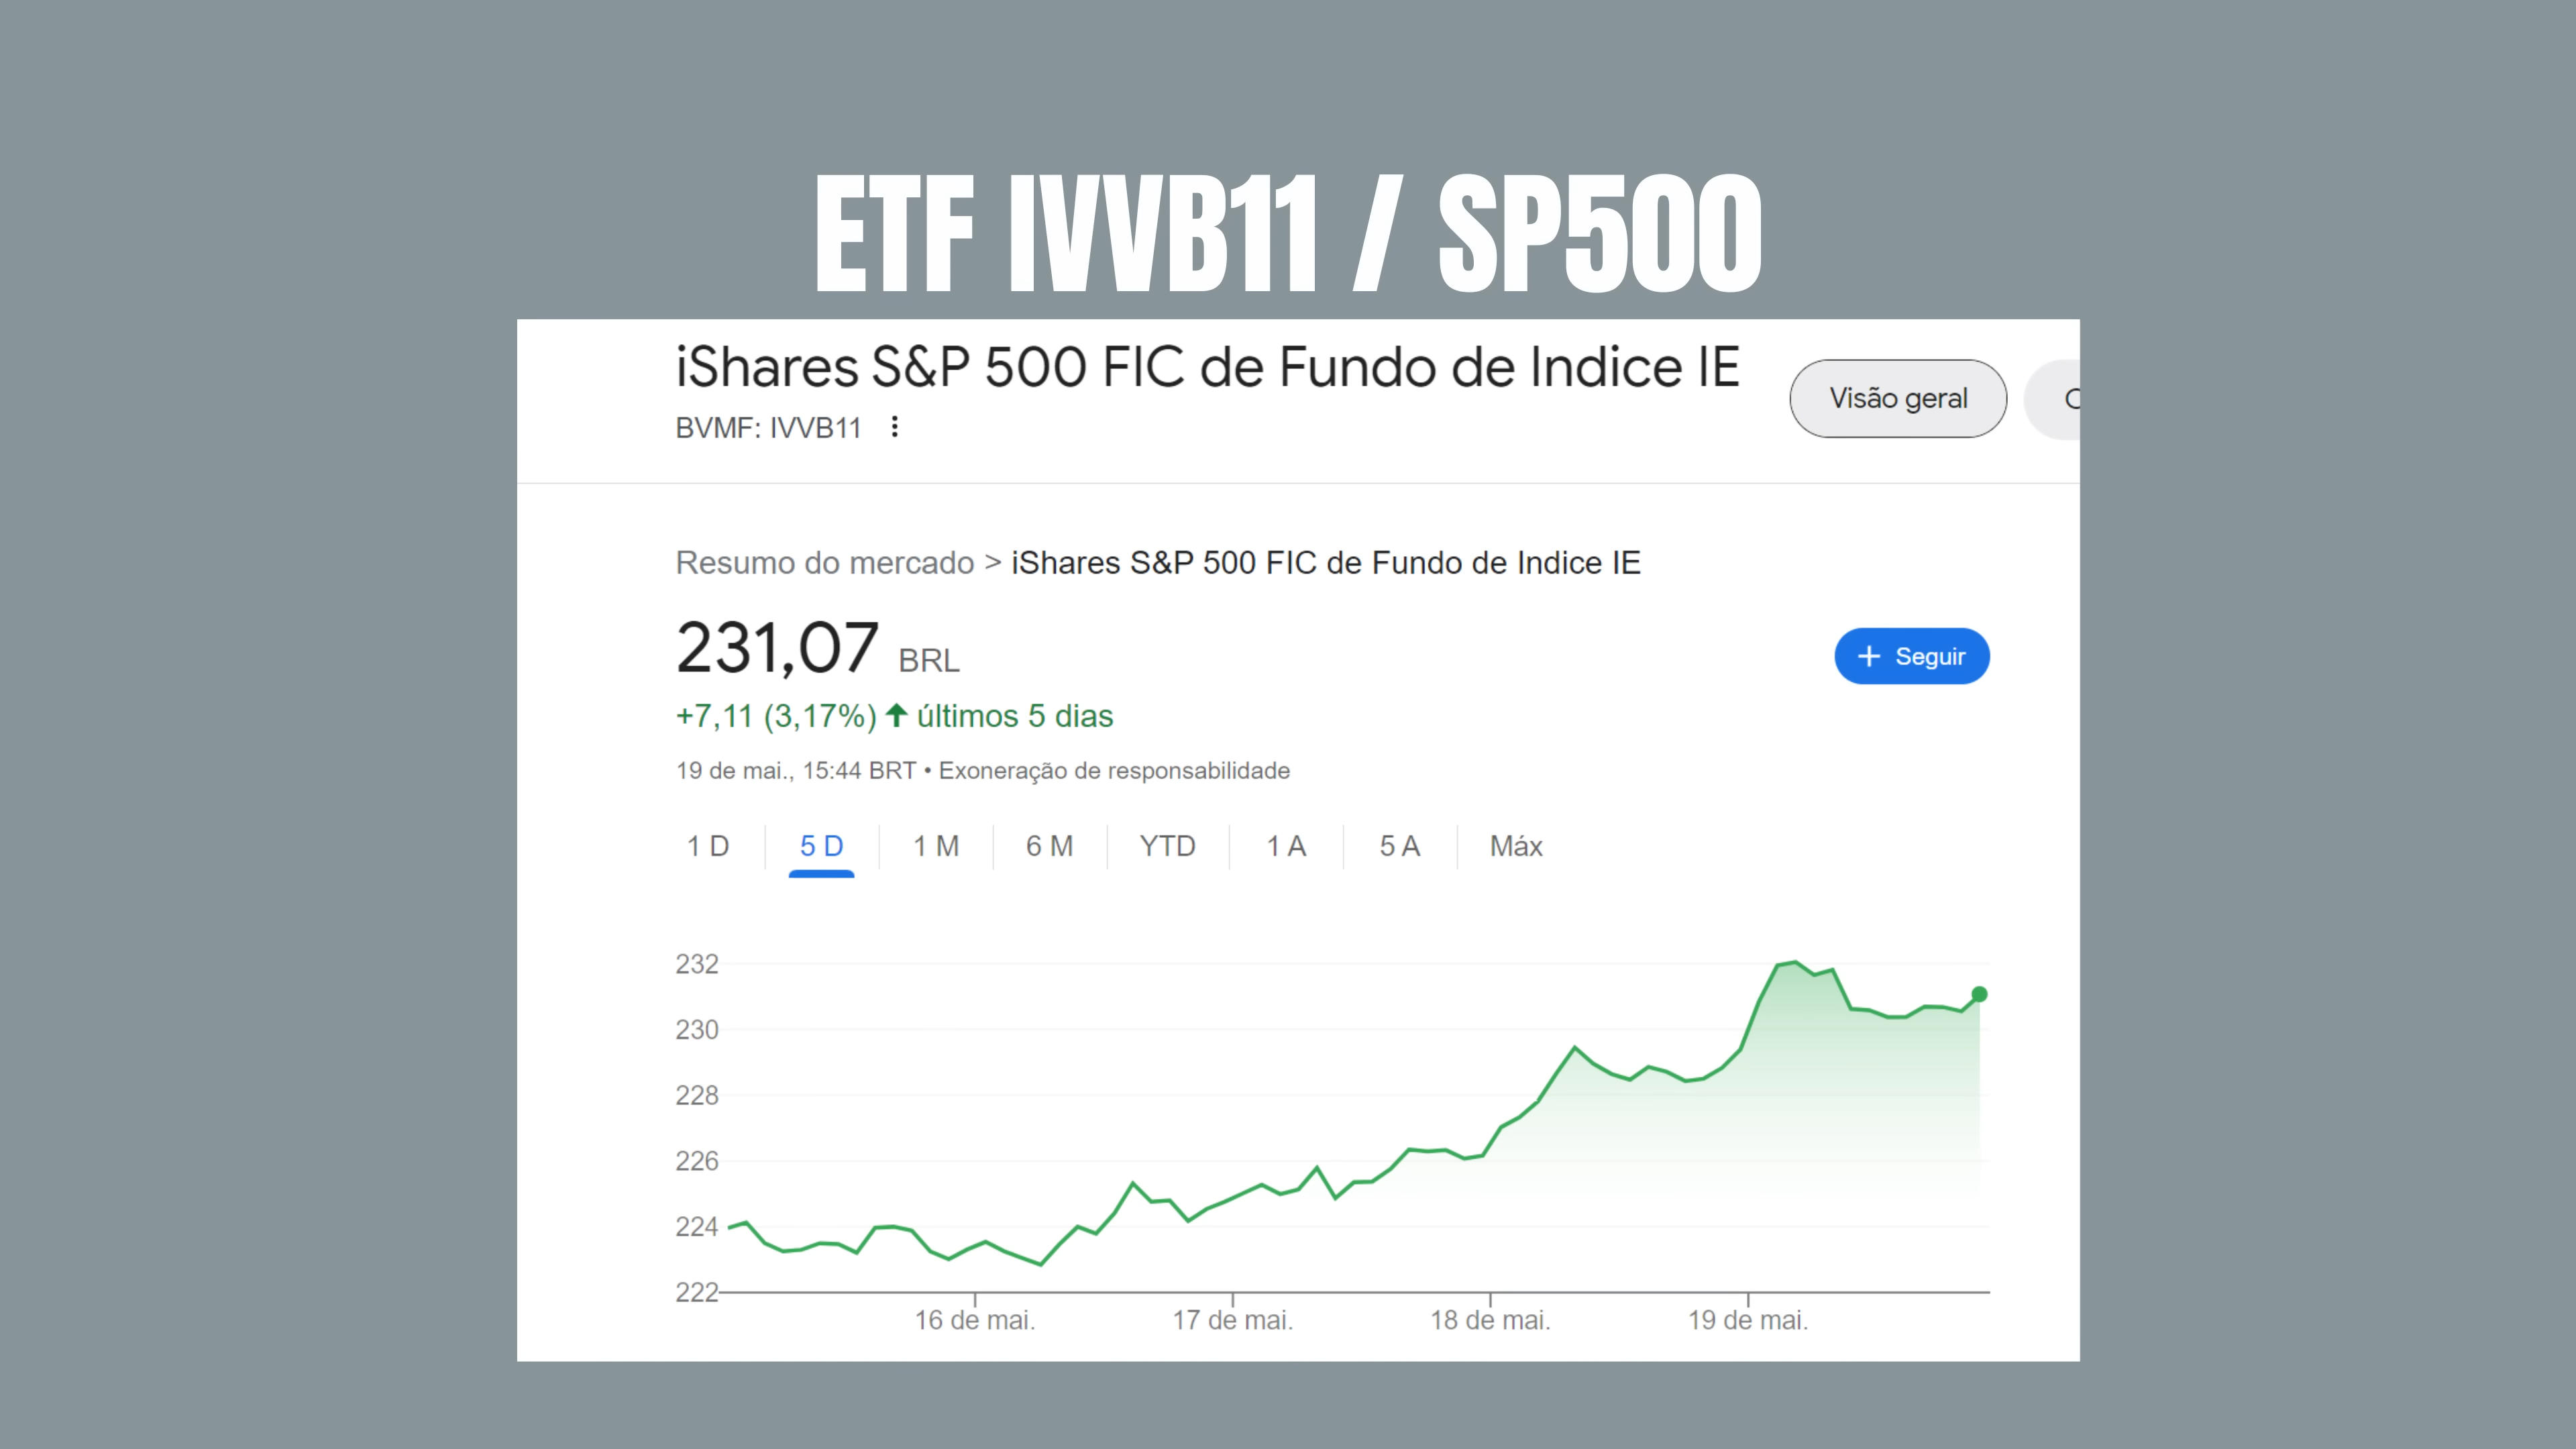 ETF IVVB11 / SP500
iShares S&P 500 FIC de Fundo de Indice IE
Visão geral
BVMF: IVVB11
Resumo do mercado > iShares S&P 500 FIC de Fundo de Indice IE
231,07 BRL
+ Seguir
+7,11 (3,17%) ↑ últimos 5 dias
19 de mai., 15:44 BRT • Exoneração de responsabilidade
1 D 5 D 1 M 6 M YTD 1 A 5 A Máx
232
230
228
226
224
222
16 de mai. 17 de mai. 18 de mai. 19 de mai.